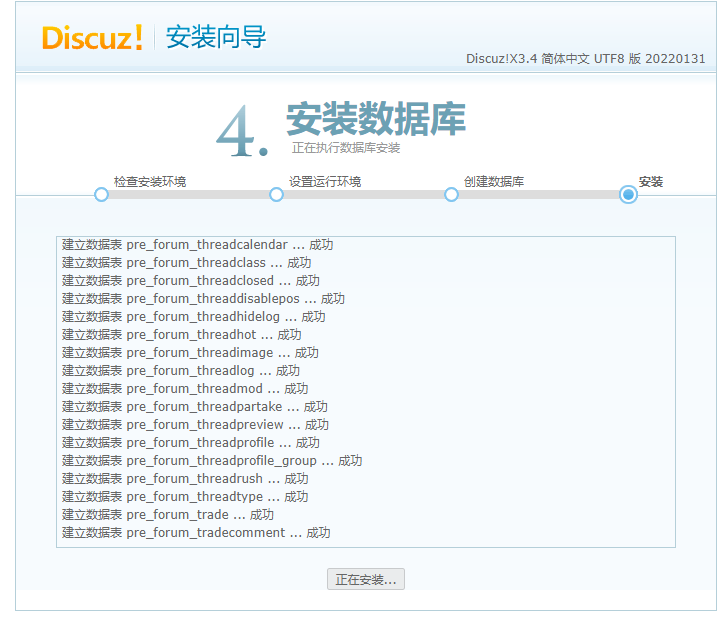 Discuz! 安装向导
Discuz!X3.4 简体中文 UTF8 版 20220131
4. 安装数据库
正在执行数据库安装
检查安装环境 设置运行环境 创建数据库 安装
建立数据表 pre_forum_threadcalendar ... 成功
建立数据表 pre_forum_threadclass ... 成功
建立数据表 pre_forum_threadclosed ... 成功
建立数据表 pre_forum_threaddisablepos ... 成功
建立数据表 pre_forum_threadhidelog ... 成功
建立数据表 pre_forum_threadhot ... 成功
建立数据表 pre_forum_threadimage ... 成功
建立数据表 pre_forum_threadlog ... 成功
建立数据表 pre_forum_threadmod ... 成功
建立数据表 pre_forum_threadpartake ... 成功
建立数据表 pre_forum_threadpreview ... 成功
建立数据表 pre_forum_threadprofile ... 成功
建立数据表 pre_forum_threadprofile_group ... 成功
建立数据表 pre_forum_threadrush ... 成功
建立数据表 pre_forum_threadtype ... 成功
建立数据表 pre_forum_trade ... 成功
建立数据表 pre_forum_tradecomment ... 成功
正在安装...